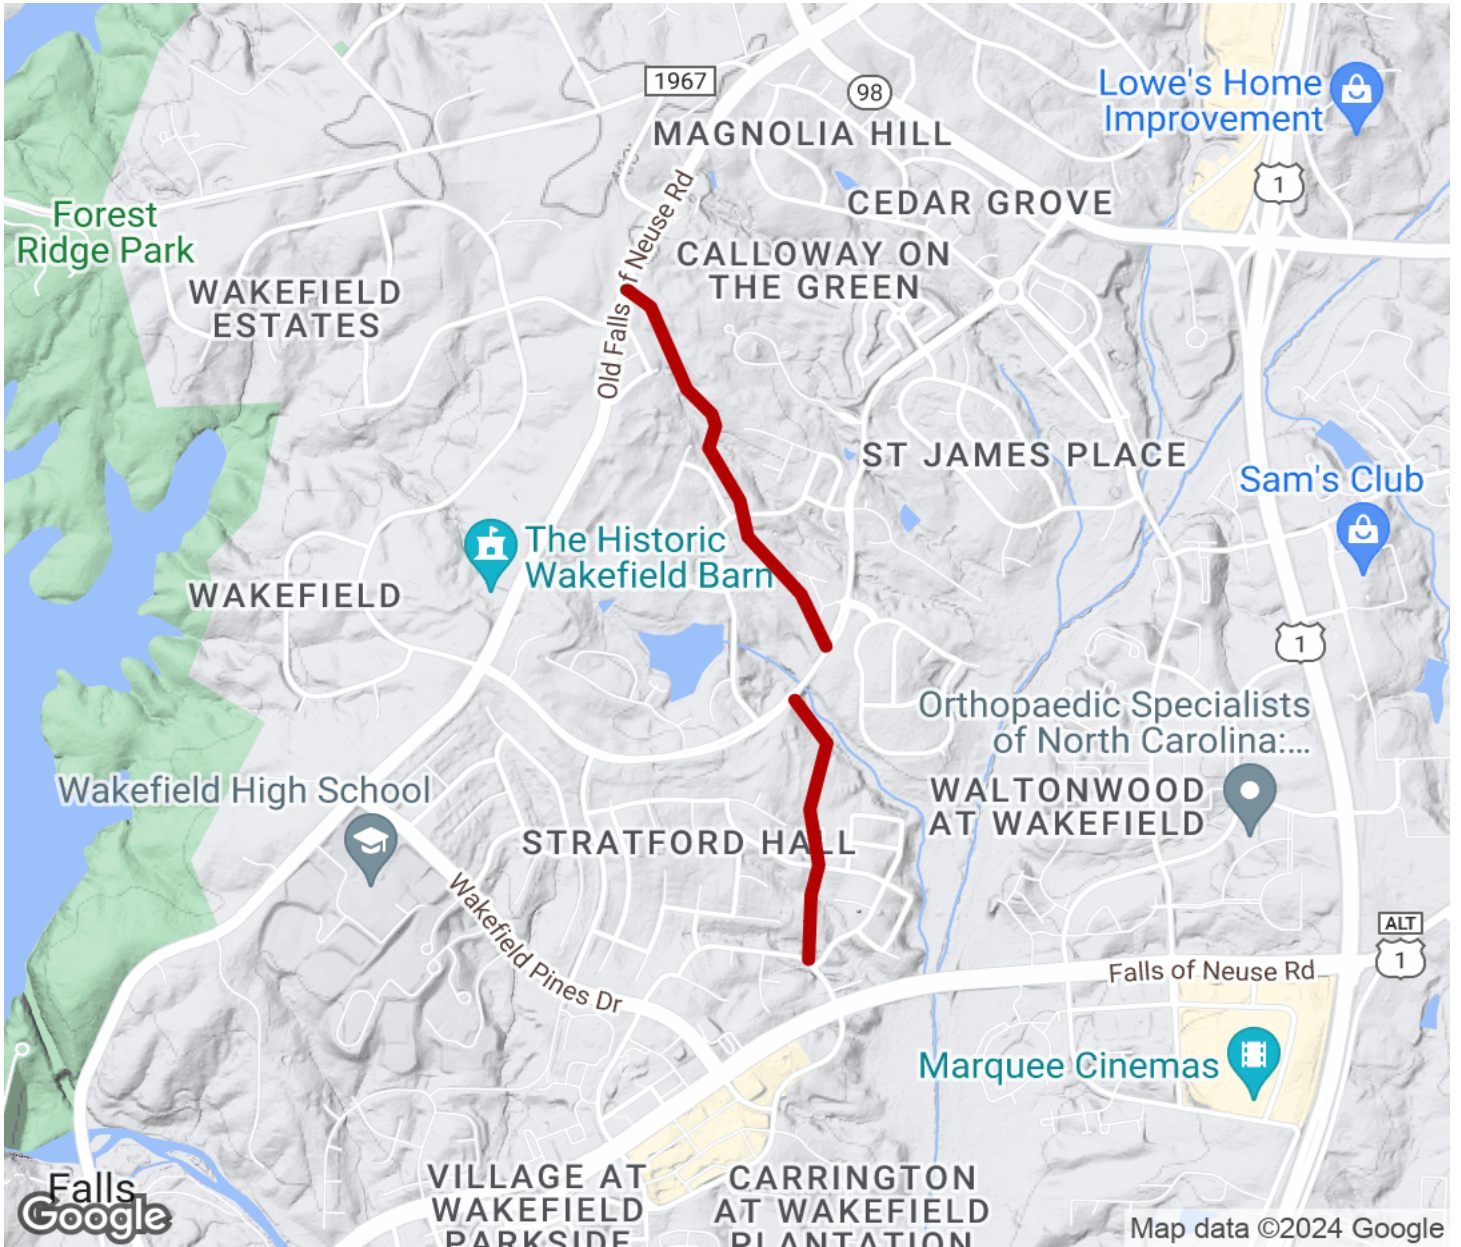 1967
98
Lowe's Home
Improvement
MAGNOLIA HILL
1
Forest
Ridge Park
CEDAR GROVE
Old Falls of Neuse Rd
CALLOWAY ON
THE GREEN
WAKEFIELD
ESTATES
ST JAMES PLACE
Sam's Club
The Historic
Wakefield Barn
WAKEFIELD
1
Orthopaedic Specialists
of North Carolina:...
Wakefield High School
WALTONWOOD
AT WAKEFIELD
STRATFORD HALL
Wakefield Pines Dr
ALT
1
Falls of Neuse Rd
Marquee Cinemas
VILLAGE AT
WAKEFIELD
PARKSIDE
CARRINGTON
AT WAKEFIELD
PLANTATION
Falls
Google
Map data ©2024 Google